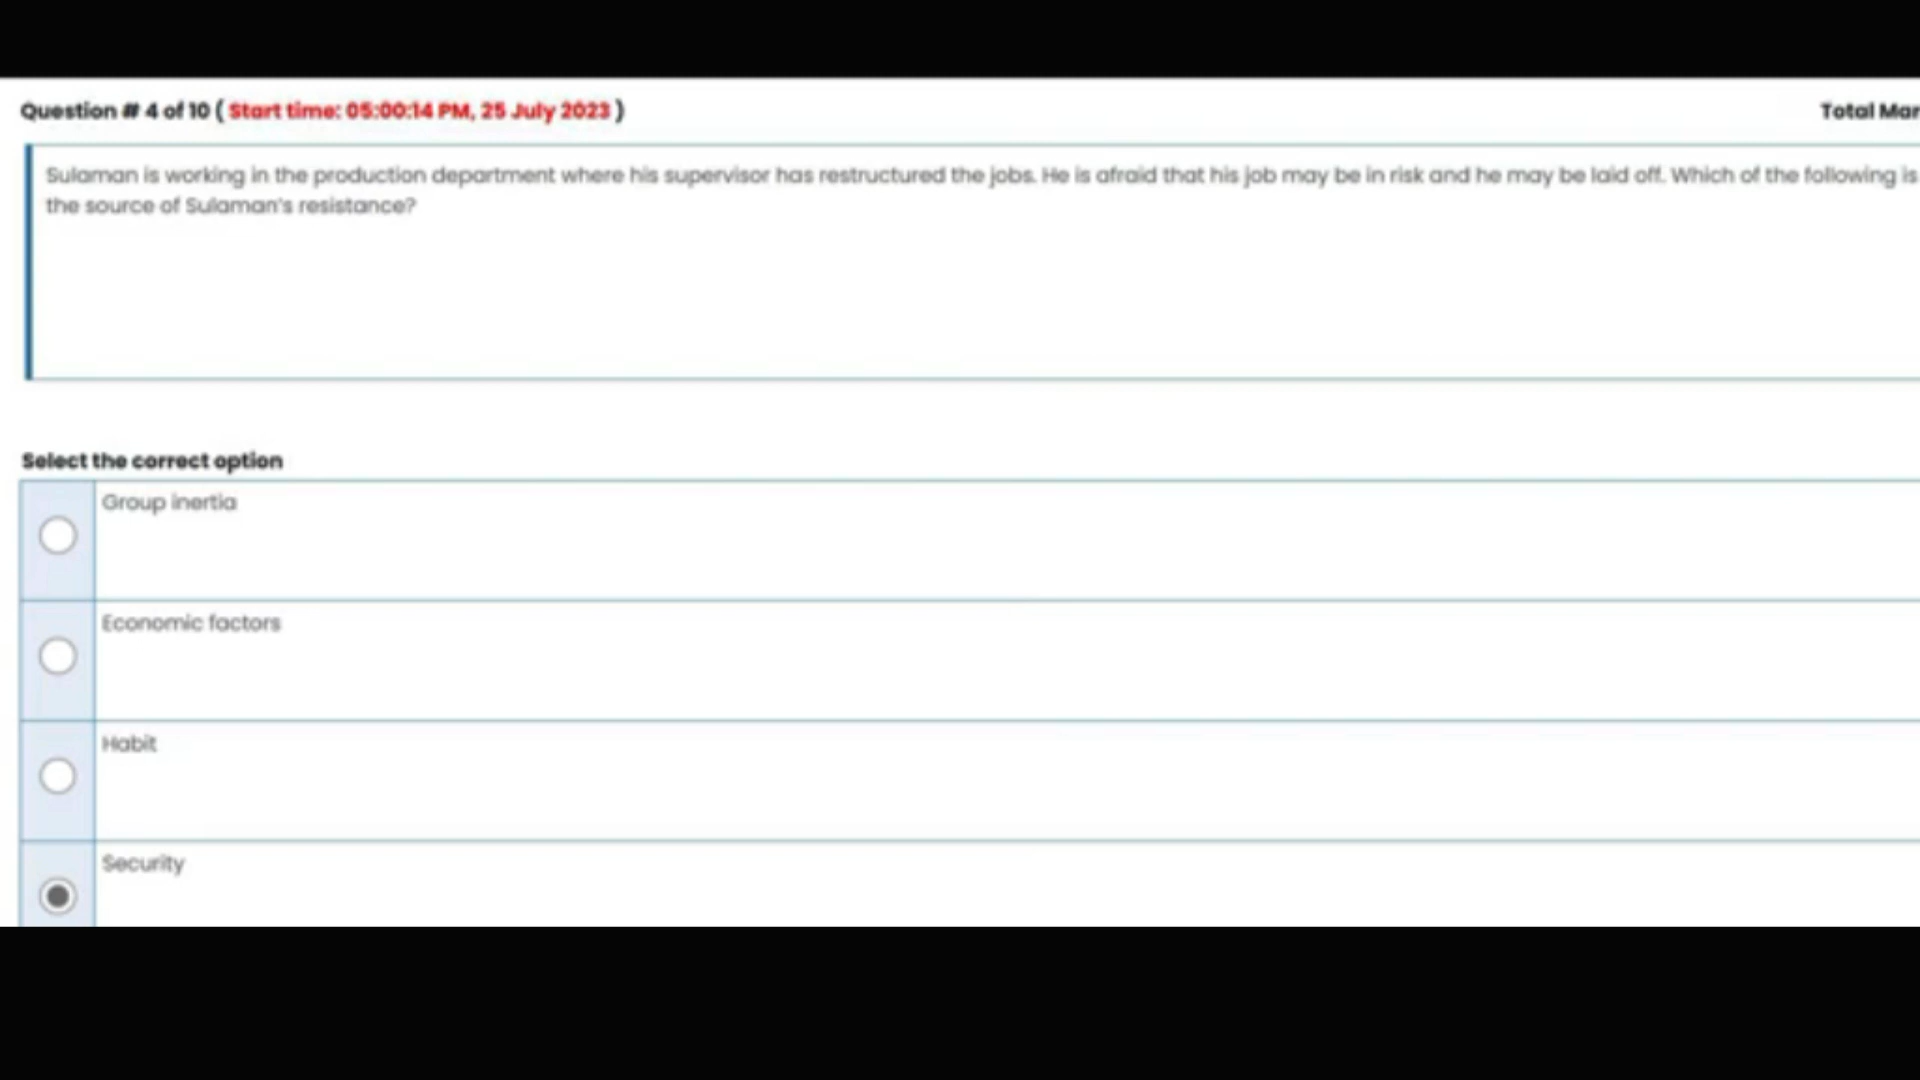 Question # 4 of 10 ( Start time: 05:00:14 PM, 25 July 2023 )
Total Mar
Sulaman is working in the production department where his supervisor has restructured the jobs. He is afraid that his job may be in risk and he may be laid off. Which of the following is
the source of Sulaman's resistance?
Select the correct option
Group inertia
Economic factors
Habit
Security